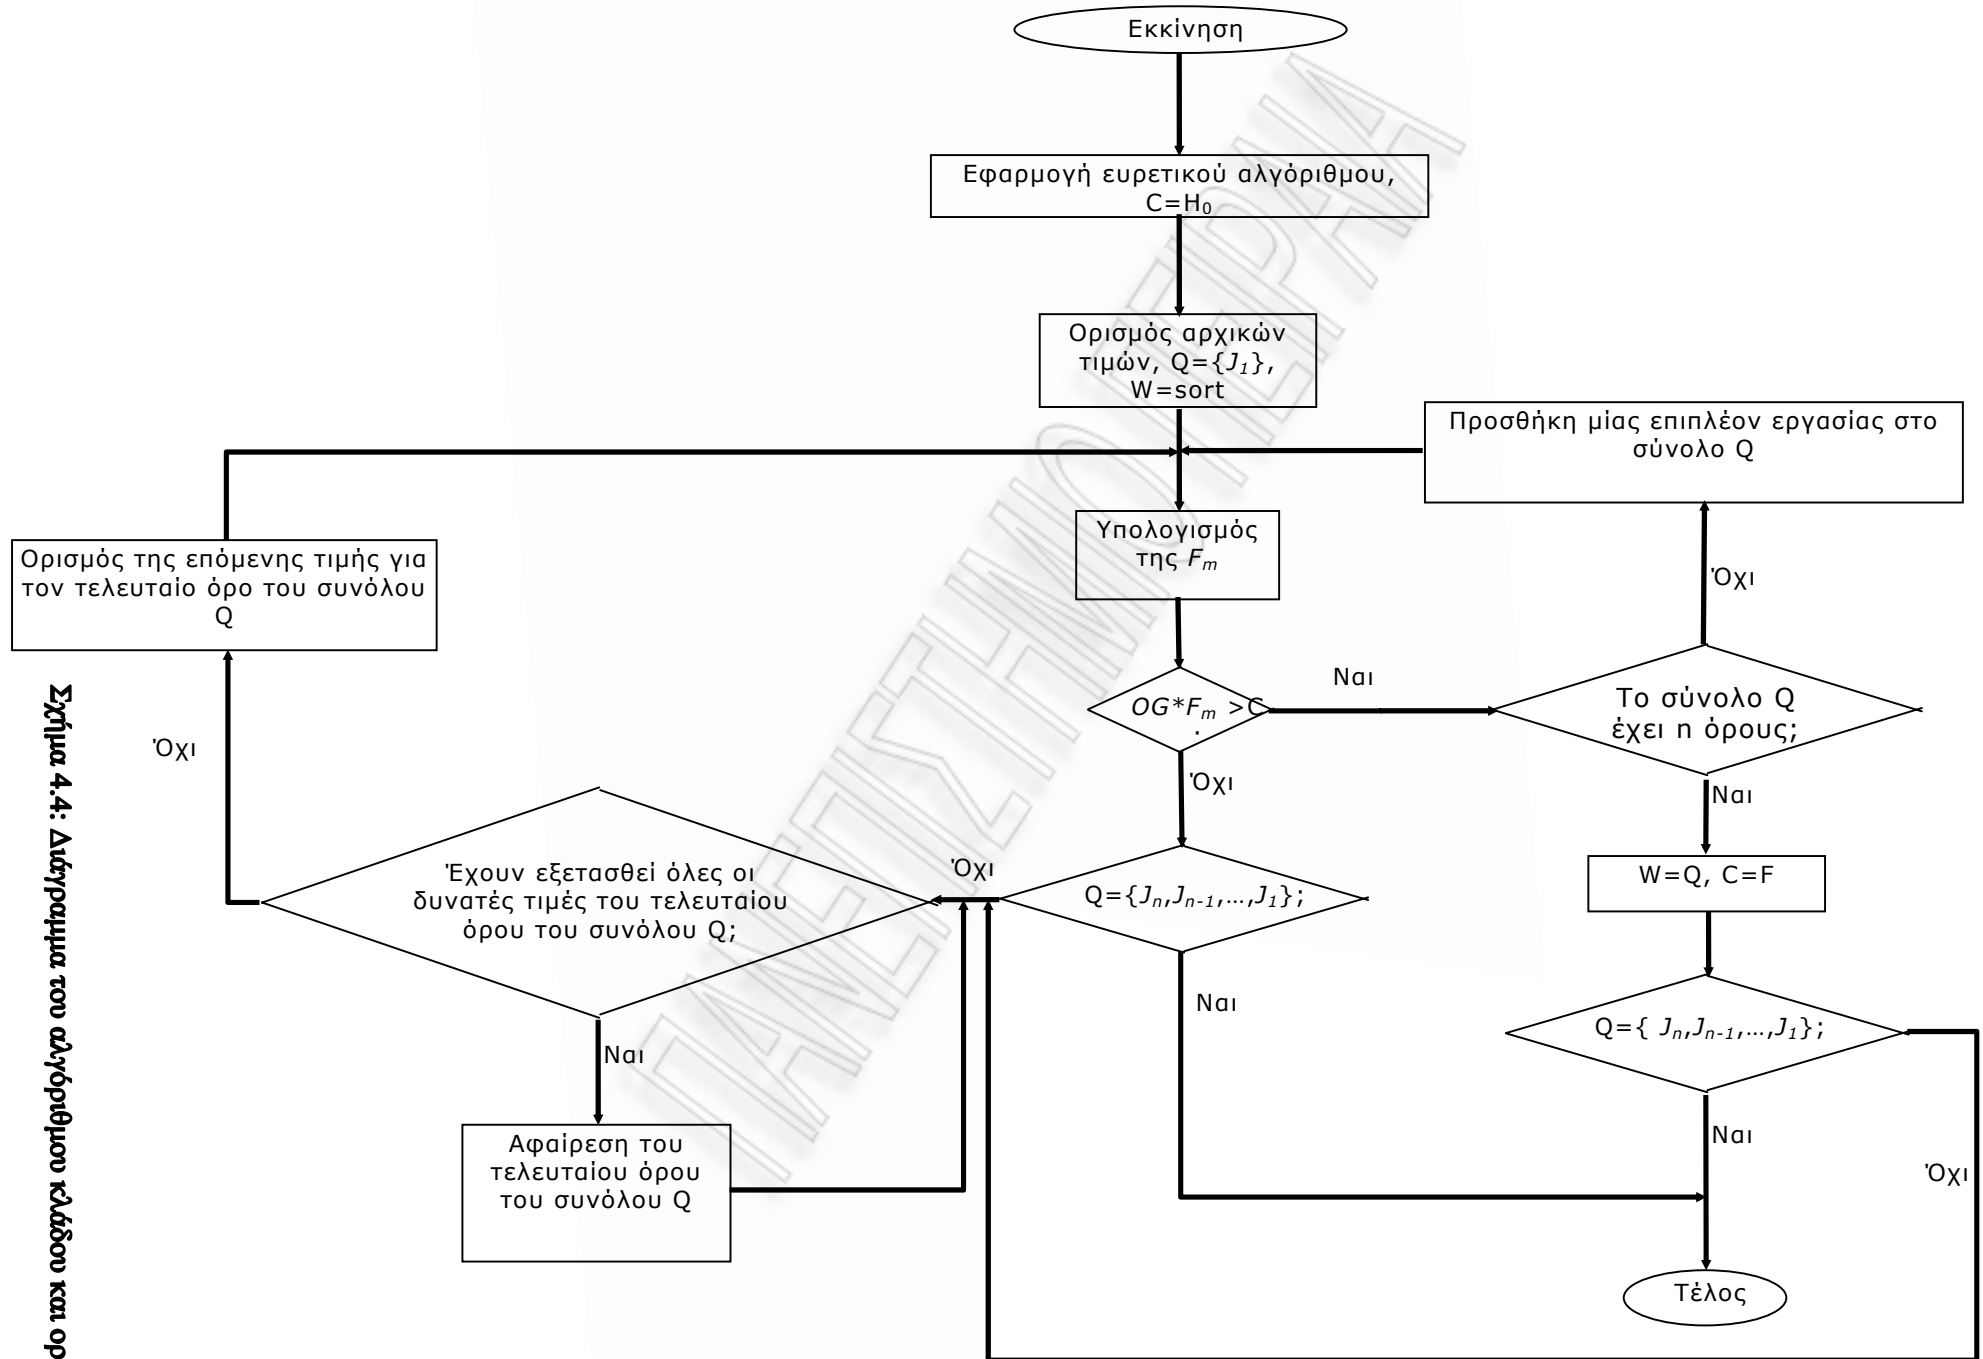 Εκκίνηση
Εφαρμογή ευρετικού αλγόριθμου,
C=H₀
Ορισμός αρχικών
τιμών, Q={J₁},
W=sort
Προσθήκη μίας επιπλέον εργασίας στο
σύνολο Q
Υπολογισμός
της Fₘ
Ορισμός της επόμενης τιμής για
τον τελευταίο όρο του συνόλου
Q
Όχι
Ναι
OG*Fₘ >C
.
Το σύνολο Q
έχει n όρους;
Όχι
Όχι
Ναι
Έχουν εξετασθεί όλες οι
δυνατές τιμές του τελευταίου
όρου του συνόλου Q;
Όχι
Q={Jₙ,Jₙ₋₁,...,J₁};
W=Q, C=F
Ναι
Q={ Jₙ,Jₙ₋₁,...,J₁};
Ναι
Αφαίρεση του
τελευταίου όρου
του συνόλου Q
Ναι
Όχι
Τέλος
Σχήμα 4.4: Διάγραμμα του αλγόριθμου κλάδου και ορ
ΠΑΝΕΠΙΣΤΗΜΙΟ ΠΕΙΡΑΙΑ